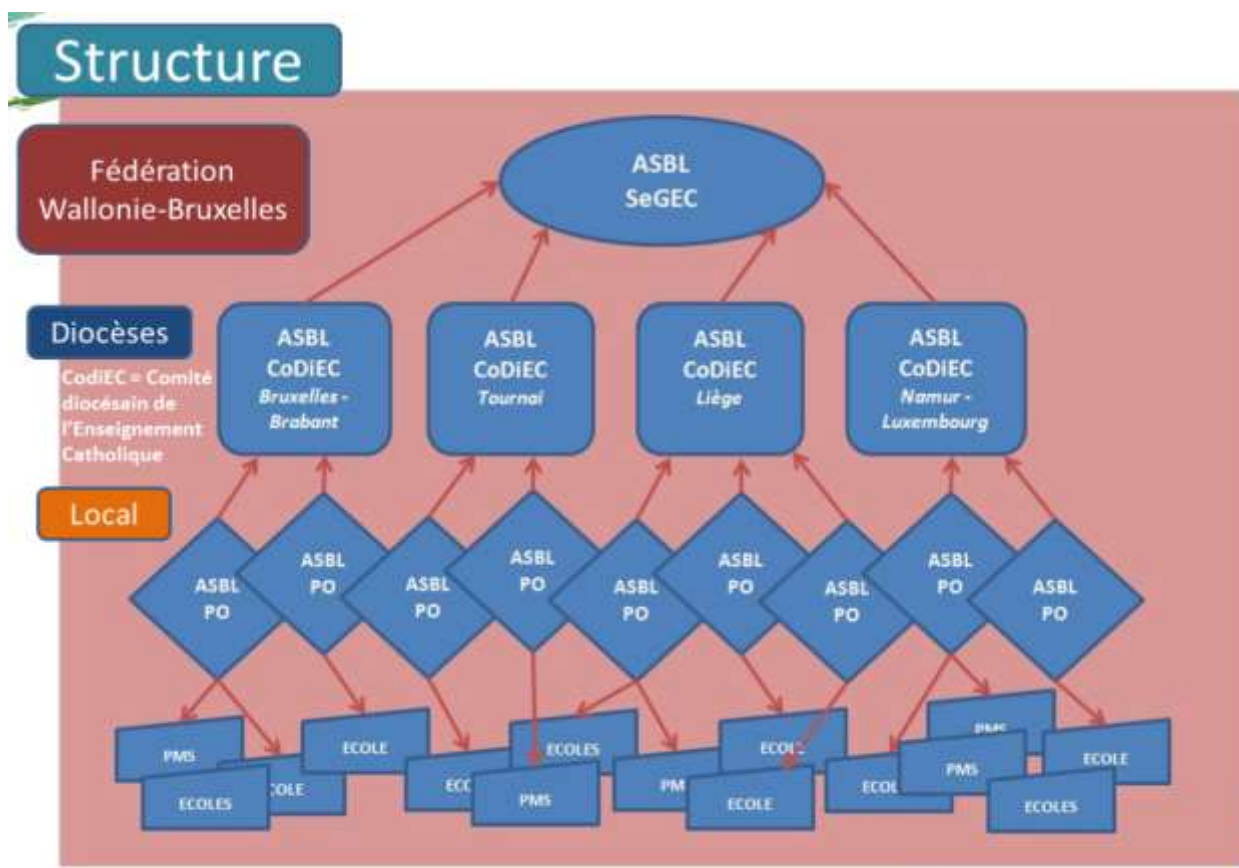 Structure
Fédération
Wallonie-Bruxelles
ASBL
SeGEC
Diocèses
CodiEC = Comité
diocésain de
l'Enseignement
Catholique
ASBL
CoDiEC
Bruxelles -
Brabant
ASBL
CoDiEC
Tournai
ASBL
CoDiEC
Liège
ASBL
CoDiEC
Namur -
Luxembourg
Local
ASBL
PO
ASBL
PO
ASBL
PO
ASBL
PO
ASBL
PO
ASBL
PO
ASBL
PO
ASBL
PO
ASBL
PO
PMS
ECOLES
ECOLE
ECOLES
PMS
ECOLE
ECOLE
PMS
PMS
ECOLE
ECOLES